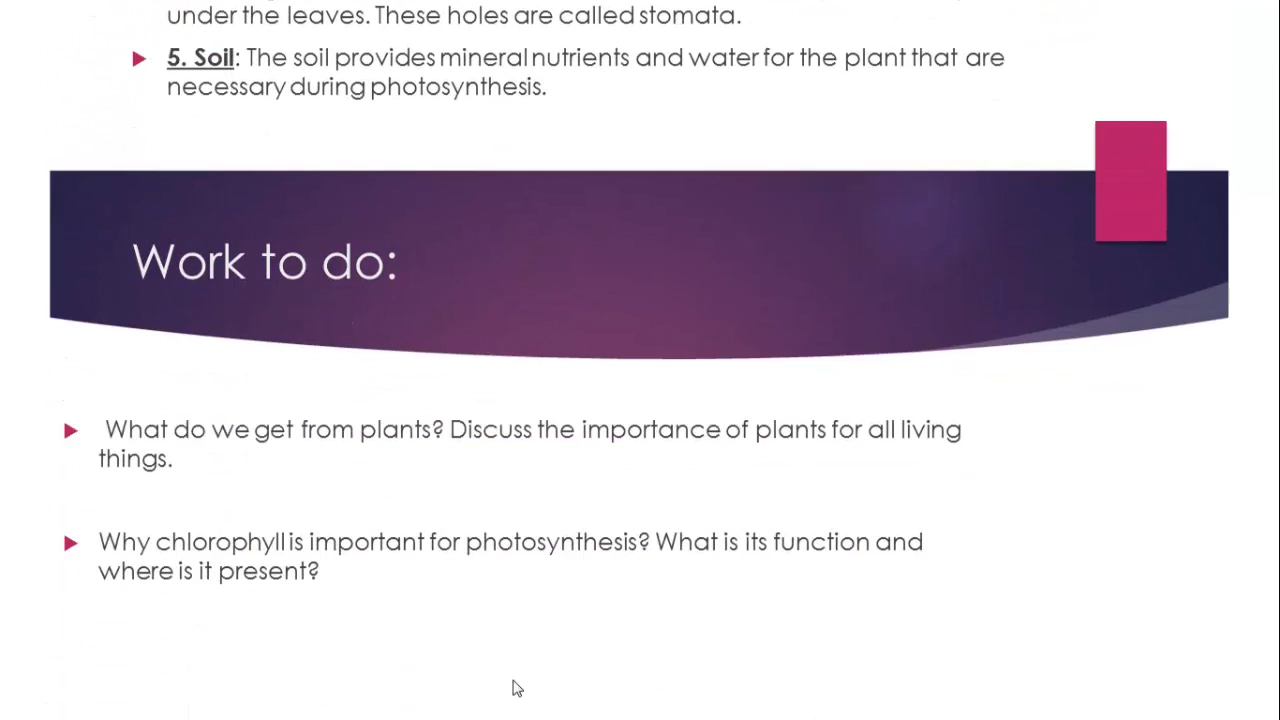 under the leaves. These holes are called stomata.
5. Soil: The soil provides mineral nutrients and water for the plant that are
necessary during photosynthesis.
Work to do:
What do we get from plants? Discuss the importance of plants for all living
things.
Why chlorophyll is important for photosynthesis? What is its function and
where is it present?